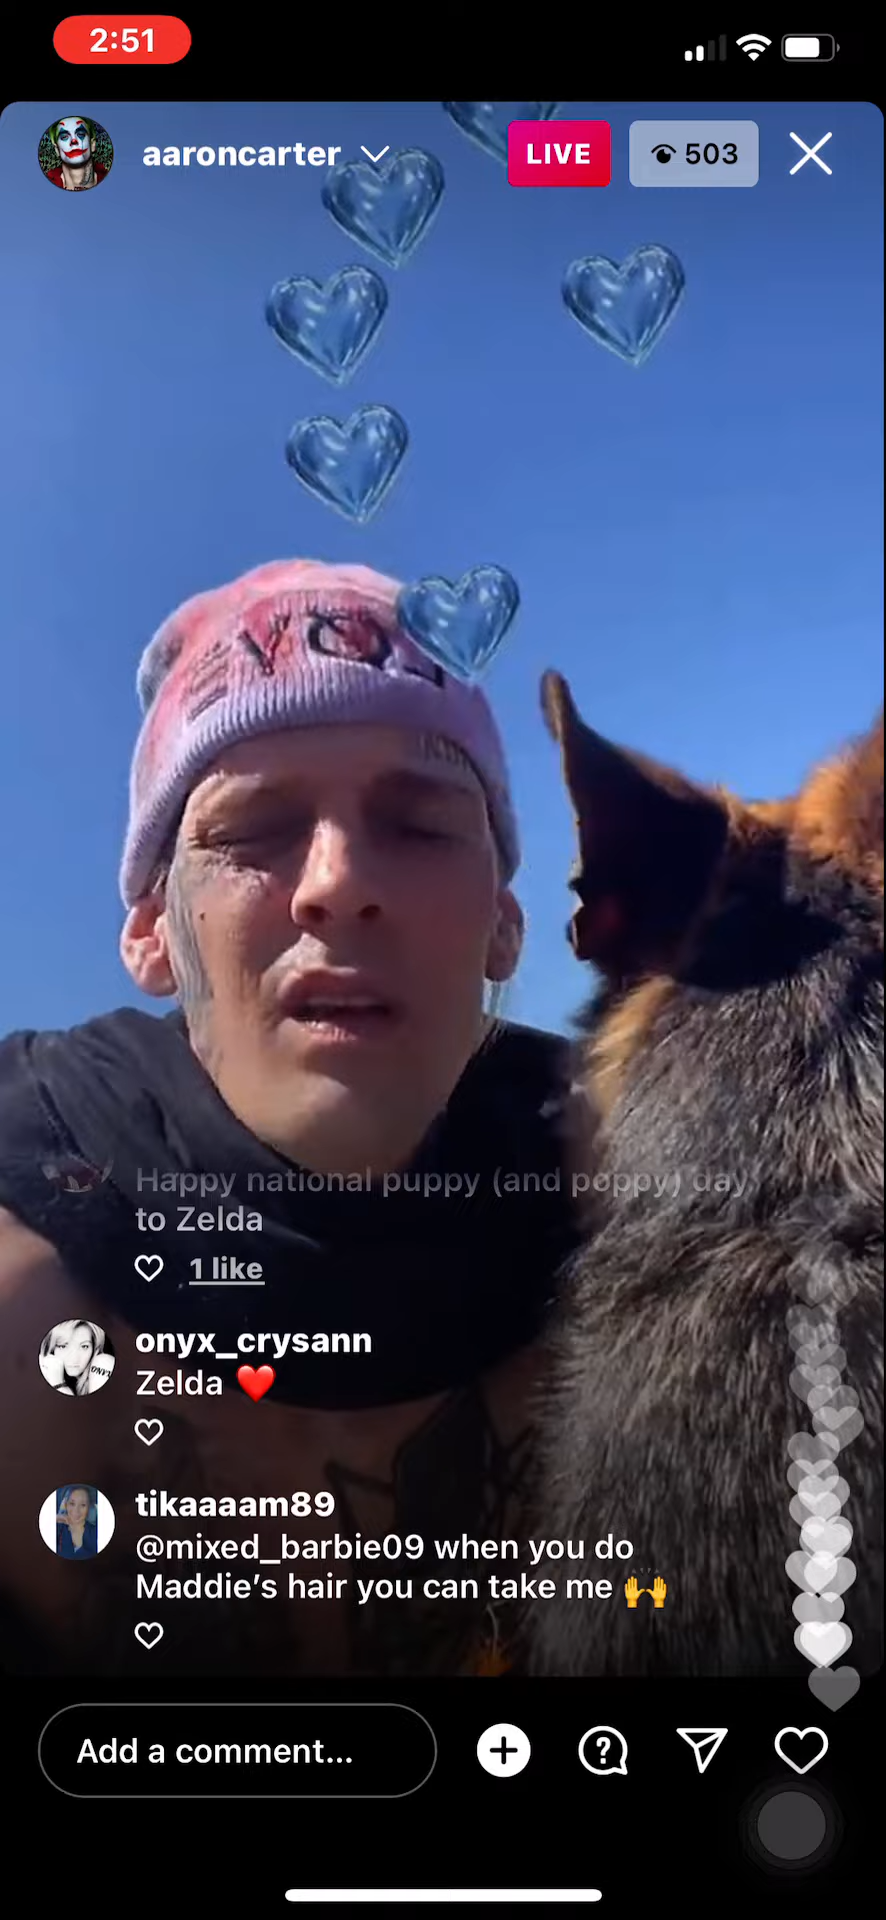 2:51
aaroncarter
LIVE
503
Happy national puppy (and poppy) day
to Zelda
1 like
onyx_crysann
Zelda ❤️
tikaaaam89
@mixed_barbie09 when you do
Maddie’s hair you can take me 🙌
Add a comment...